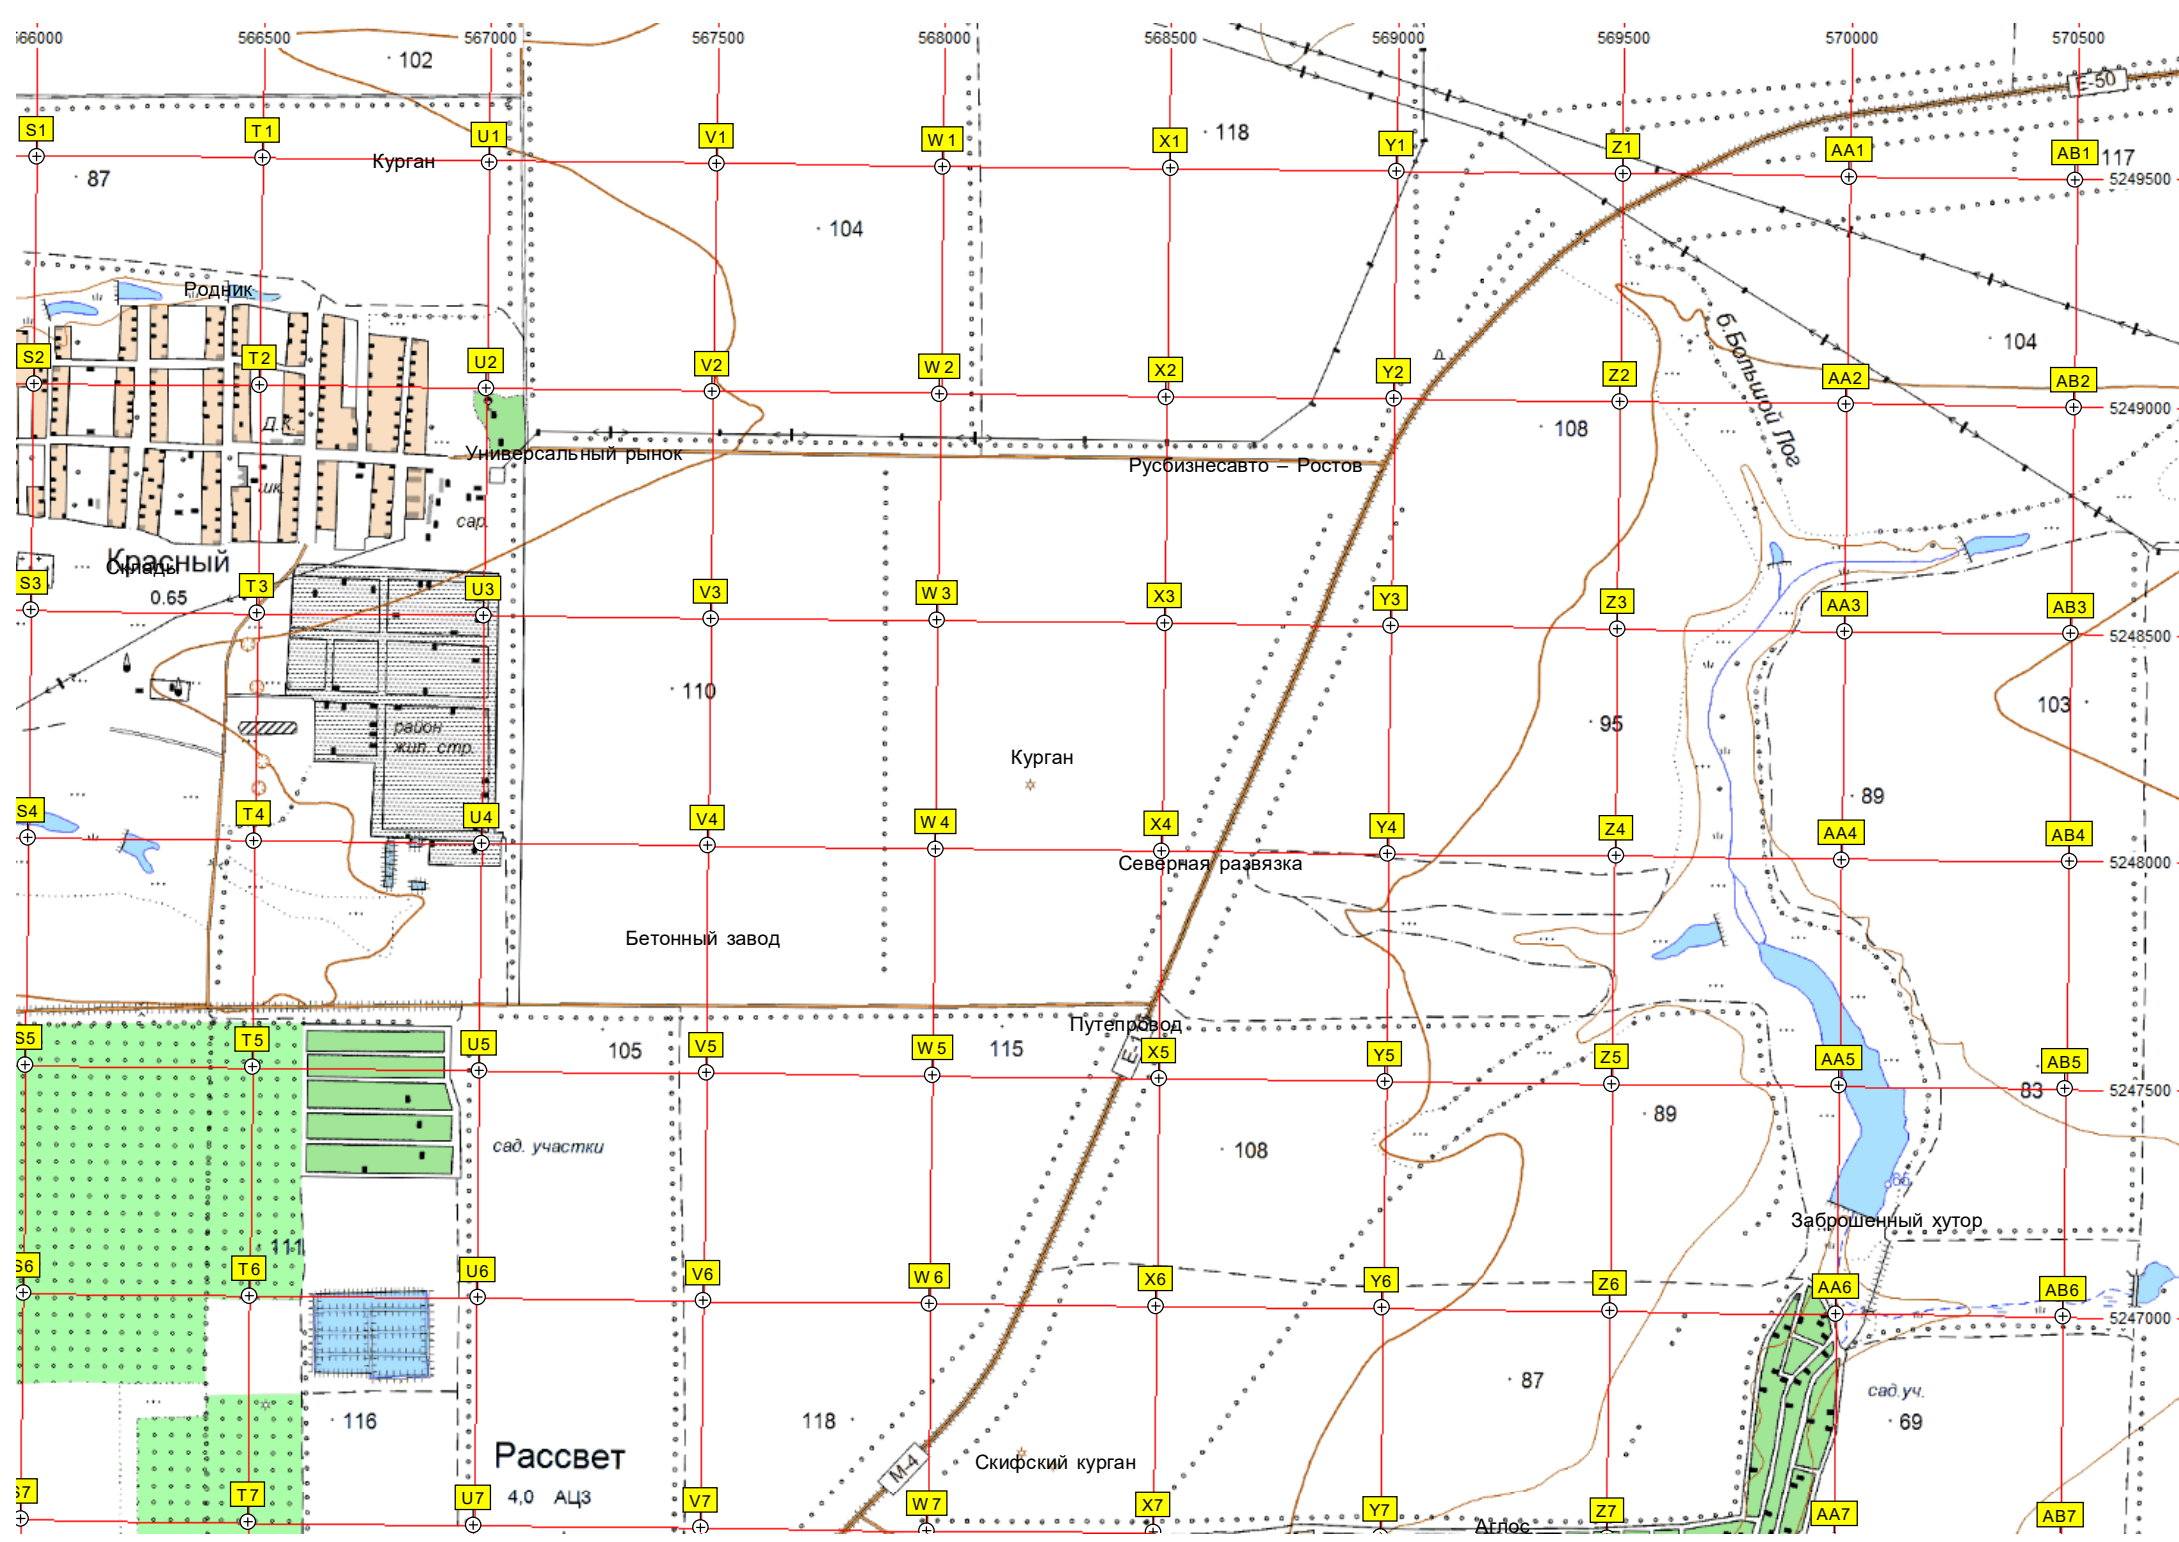 566000 566500 567000 567500 568000 568500 569000 569500 570000 570500
102
E-50
118
S1 T1 U1 V1 W1 X1 Y1 Z1 AA1 AB1
117
Курган
87
5249500
104
Родник
б.Большой Лог
104
S2 T2 U2 V2 W2 X2 Y2 Z2 AA2 AB2
5249000
Д.К.
108
Универсальный рынок
Русбизнесавто – Ростов
шк.
сар.
Красный
Склады
0.65
S3 T3 U3 V3 W3 X3 Y3 Z3 AA3 AB3
5248500
110
103
район
жил. стр.
95
Курган
89
S4 T4 U4 V4 W4 X4 Y4 Z4 AA4 AB4
5248000
Северная развязка
Бетонный завод
Путепровод
S5 T5 U5 V5 W5 X5 Y5 Z5 AA5 AB5
105
115
5247500
83
89
сад. участки
108
66
Заброшенный хутор
111
S6 T6 U6 V6 W6 X6 Y6 Z6 AA6 AB6
5247000
87
сад.уч.
116
118
69
Рассвет
М-4
Скифский курган
4,0 АЦЗ
S7 T7 U7 V7 W7 X7 Y7 Z7 AA7 AB7
Аглос